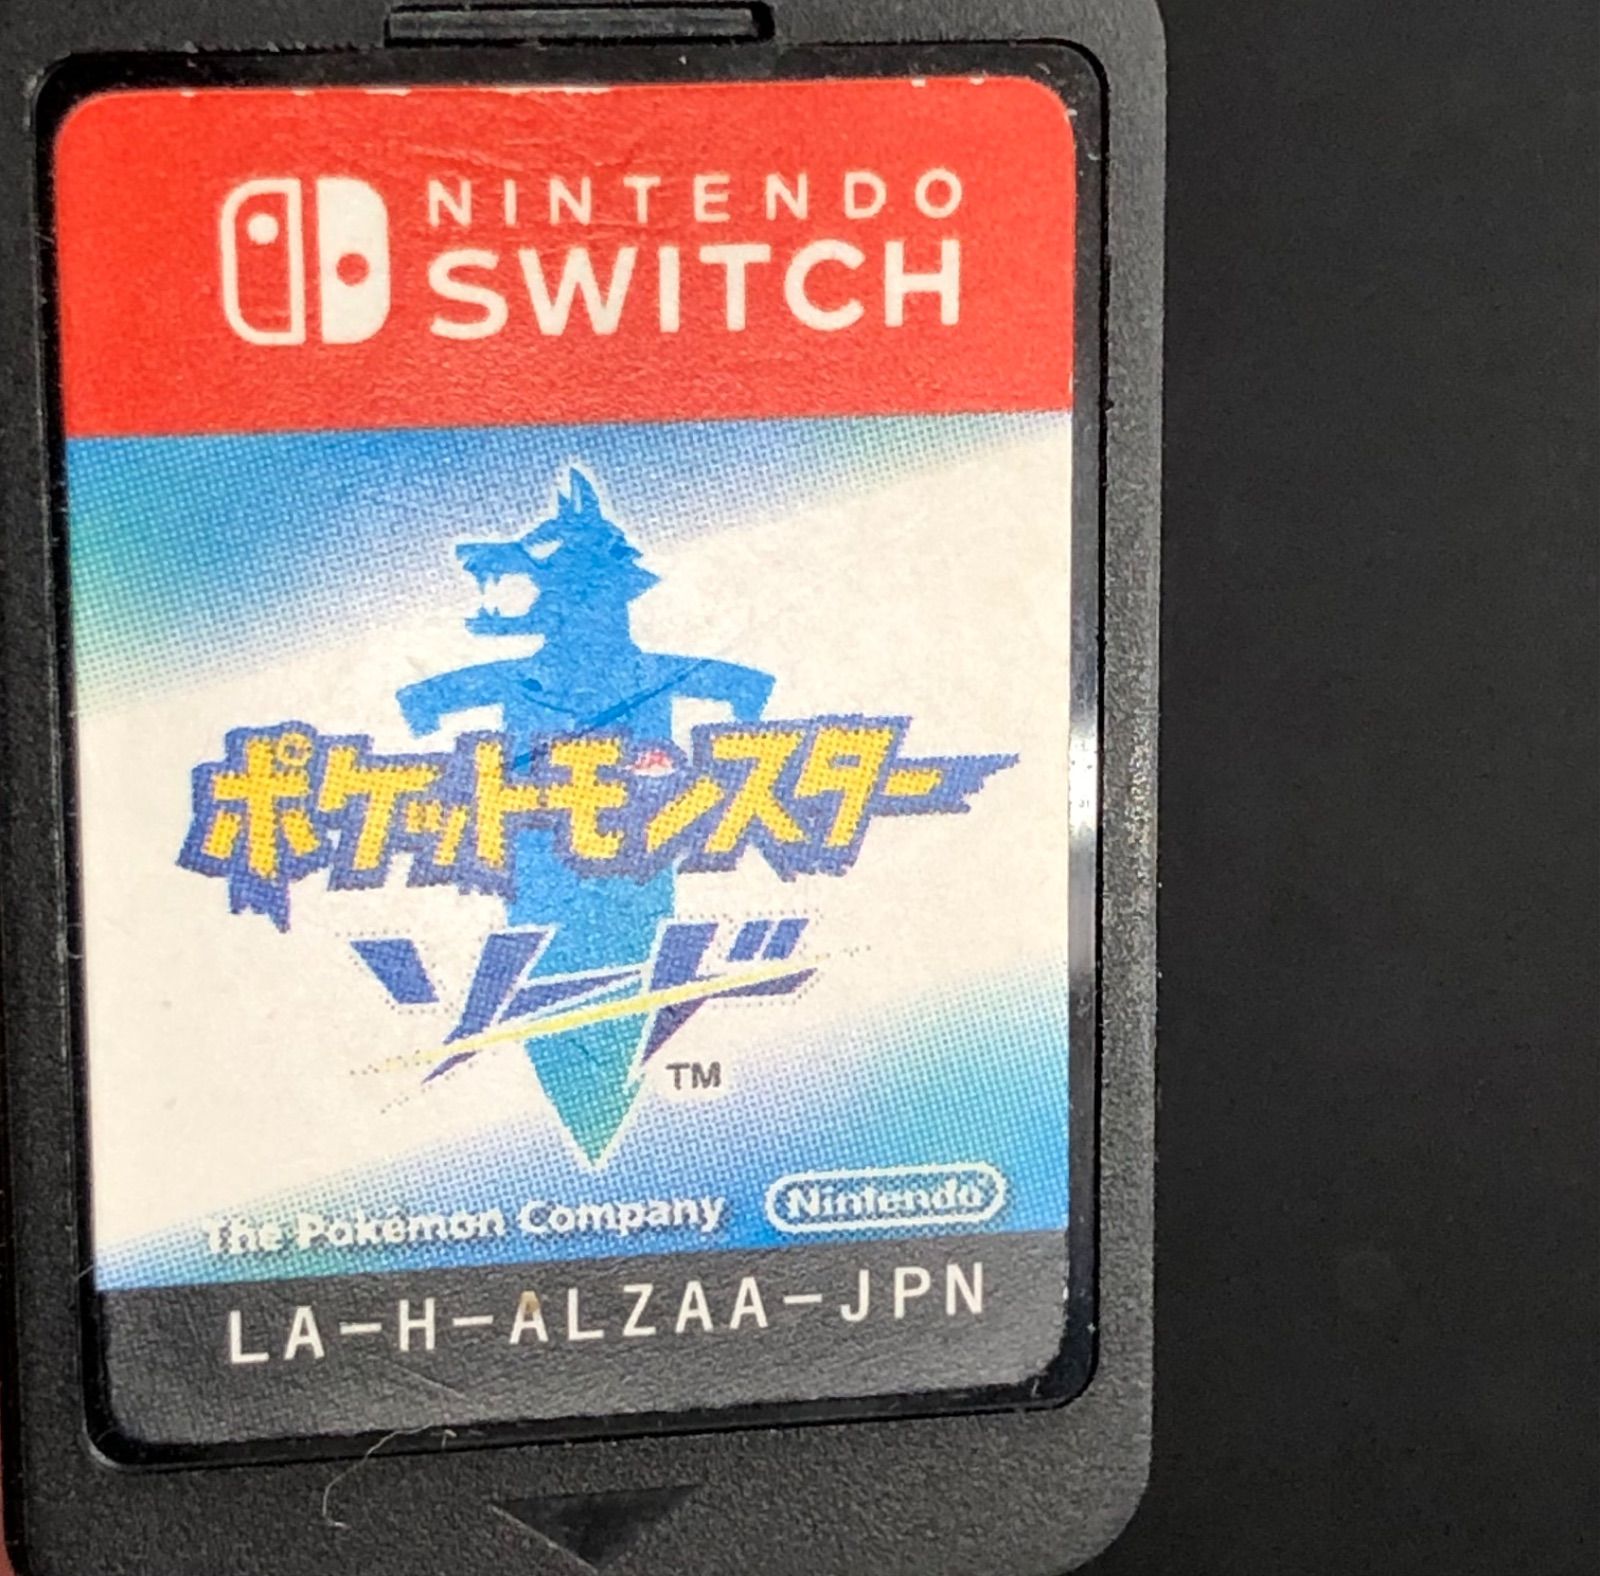 NINTENDO
SWITCH
ポケットモンスター
ソード
TM
The Pokémon Company
Nintendo
LA-H-ALZAA-JPN